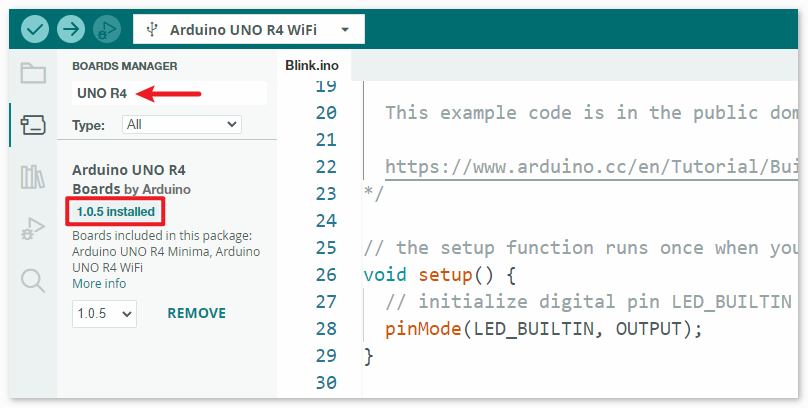 Arduino UNO R4 WiFi
BOARDS MANAGER
UNO R4
Type: All
Arduino UNO R4
Boards by Arduino
1.0.5 installed
Boards included in this package:
Arduino UNO R4 Minima, Arduino
UNO R4 WiFi
More info
1.0.5 REMOVE
Blink.ino
19
20 This example code is in the public dom
21
22 https://www.arduino.cc/en/Tutorial/Bui
23 */
24
25 // the setup function runs once when you
26 void setup() {
27 // initialize digital pin LED_BUILTIN
28 pinMode(LED_BUILTIN, OUTPUT);
29 }
30